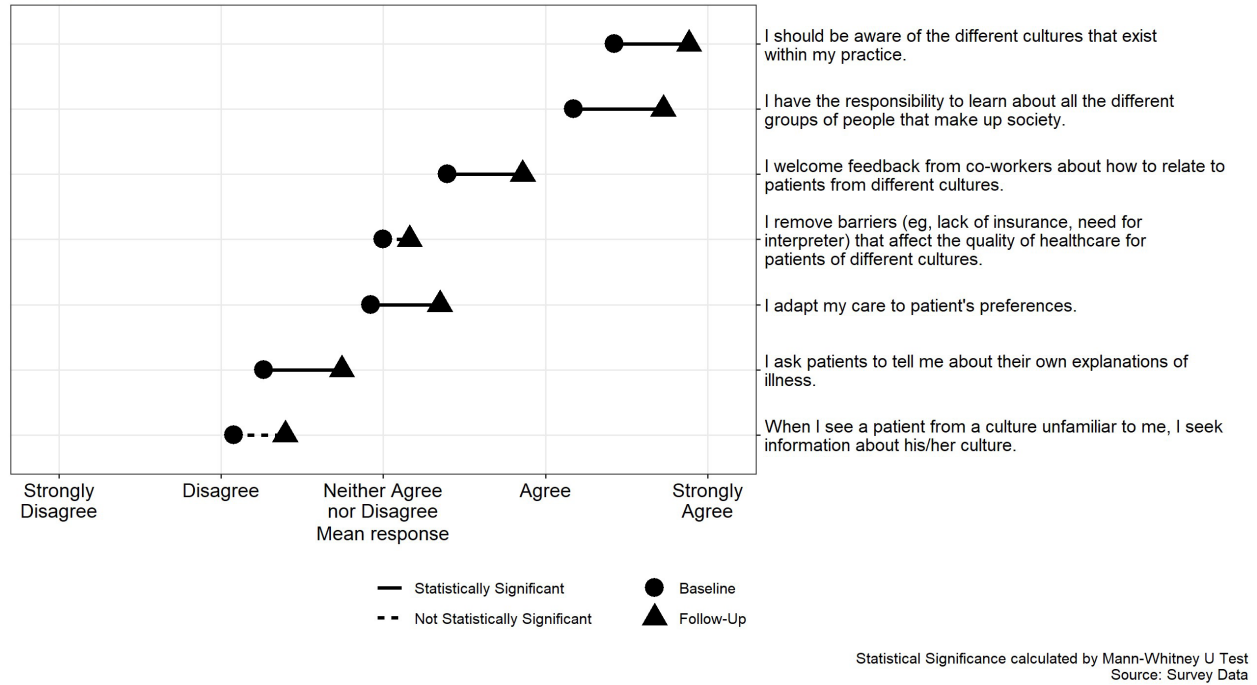 I should be aware of the different cultures that exist
within my practice.
I have the responsibility to learn about all the different
groups of people that make up society.
I welcome feedback from co-workers about how to relate to
patients from different cultures.
I remove barriers (eg, lack of insurance, need for
interpreter) that affect the quality of healthcare for
patients of different cultures.
I adapt my care to patient's preferences.
I ask patients to tell me about their own explanations of
illness.
When I see a patient from a culture unfamiliar to me, I seek
information about his/her culture.
Strongly
Disagree
Disagree
Neither Agree
nor Disagree
Agree
Strongly
Agree
Mean response
Statistically Significant
Not Statistically Significant
Baseline
Follow-Up
Statistical Significance calculated by Mann-Whitney U Test
Source: Survey Data